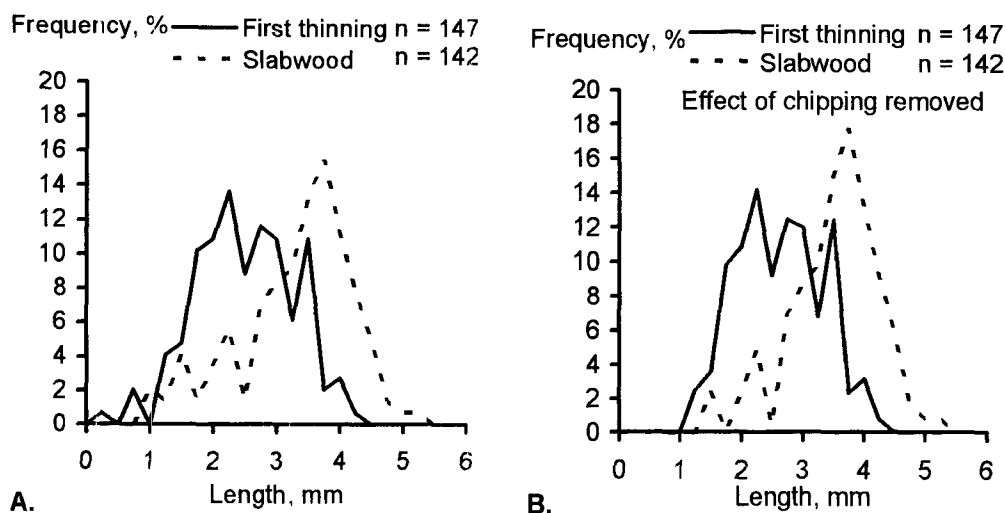 Frequency, % First thinning n = 147
Slabwood n = 142
20
18
16
14
12
10
8
6
4
2
0
0 1 2 3 4 5 6
Length, mm
A.
Frequency, % First thinning n = 147
Slabwood n = 142
Effect of chipping removed
20
18
16
14
12
10
8
6
4
2
0
0 1 2 3 4 5 6
Length, mm
B.